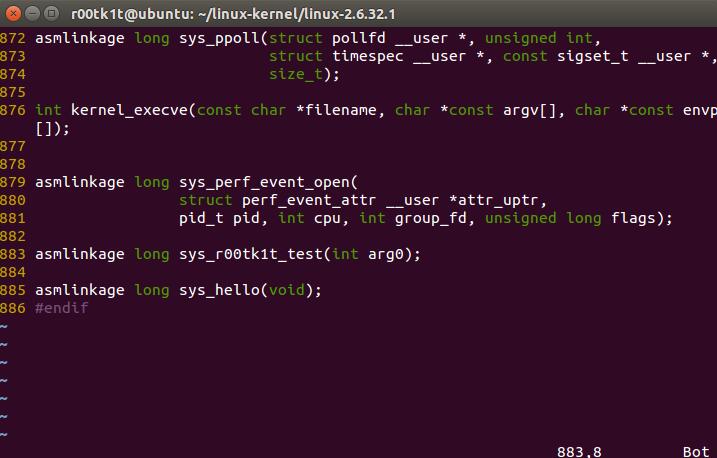 r00tk1t@ubuntu: ~/linux-kernel/linux-2.6.32.1
872 asmlinkage long sys_ppoll(struct pollfd __user *, unsigned int,
873                           struct timespec __user *, const sigset_t __user *,
874                           size_t);
875
876 int kernel_execve(const char *filename, char *const argv[], char *const envp
    []);
877
878
879 asmlinkage long sys_perf_event_open(
880                 struct perf_event_attr __user *attr_uptr,
881                 pid_t pid, int cpu, int group_fd, unsigned long flags);
882
883 asmlinkage long sys_r00tk1t_test(int arg0);
884
885 asmlinkage long sys_hello(void);
886 #endif
~
~
~
~
~
~
~
883,8 Bot